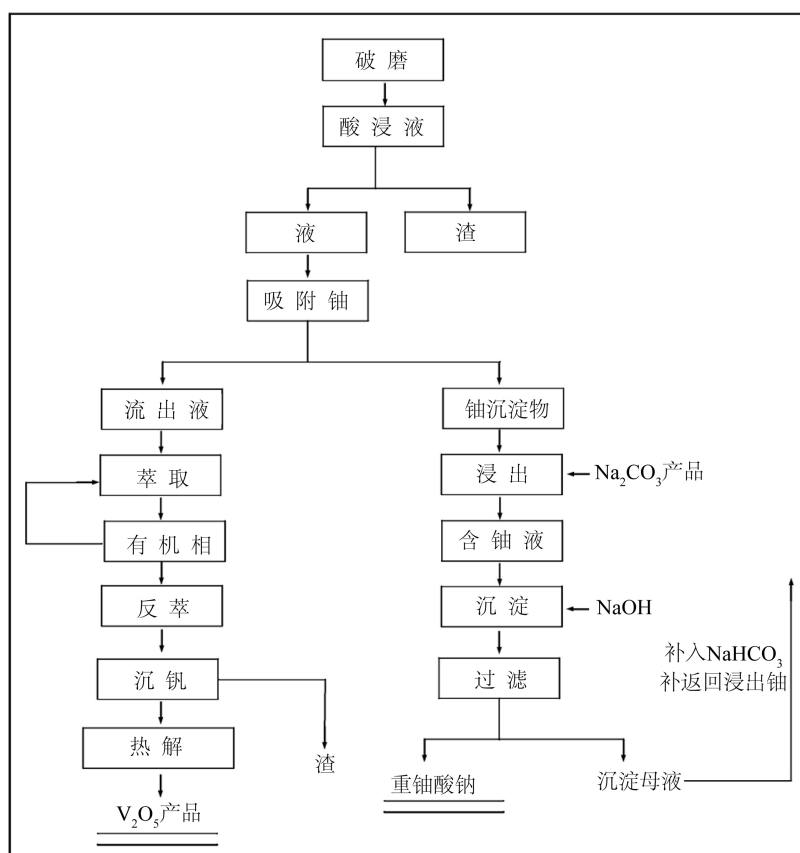 破磨
酸浸液
液
渣
吸附铀
流出液
铀沉淀物
萃取
浸出
Na₂CO₃产品
有机相
含铀液
反萃
沉淀
NaOH
沉钒
过滤
补入NaHCO₃
补返回浸出铀
热解
渣
重铀酸钠
沉淀母液
V₂O₅产品